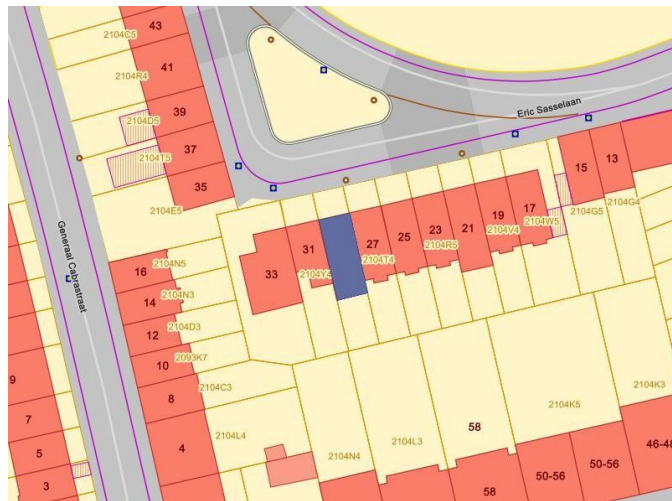 43
2104C5
41
2104R4
39
2104D5
37
2104T5
35
2104E5
Eric Sasselaan
15
13
2104G4
2104G5
17
2104W5
19
2104V4
21
23
2104R5
25
27
2104T4
31
2104Y4
33
Generaal Cabrastraat
16
2104N5
14
2104N3
12
2104D3
10
2093K7
8
2104C3
4
2104L4
9
7
5
3
2104N4
2104L3
58
58
2104K5
2104K3
50-56
50-56
46-48